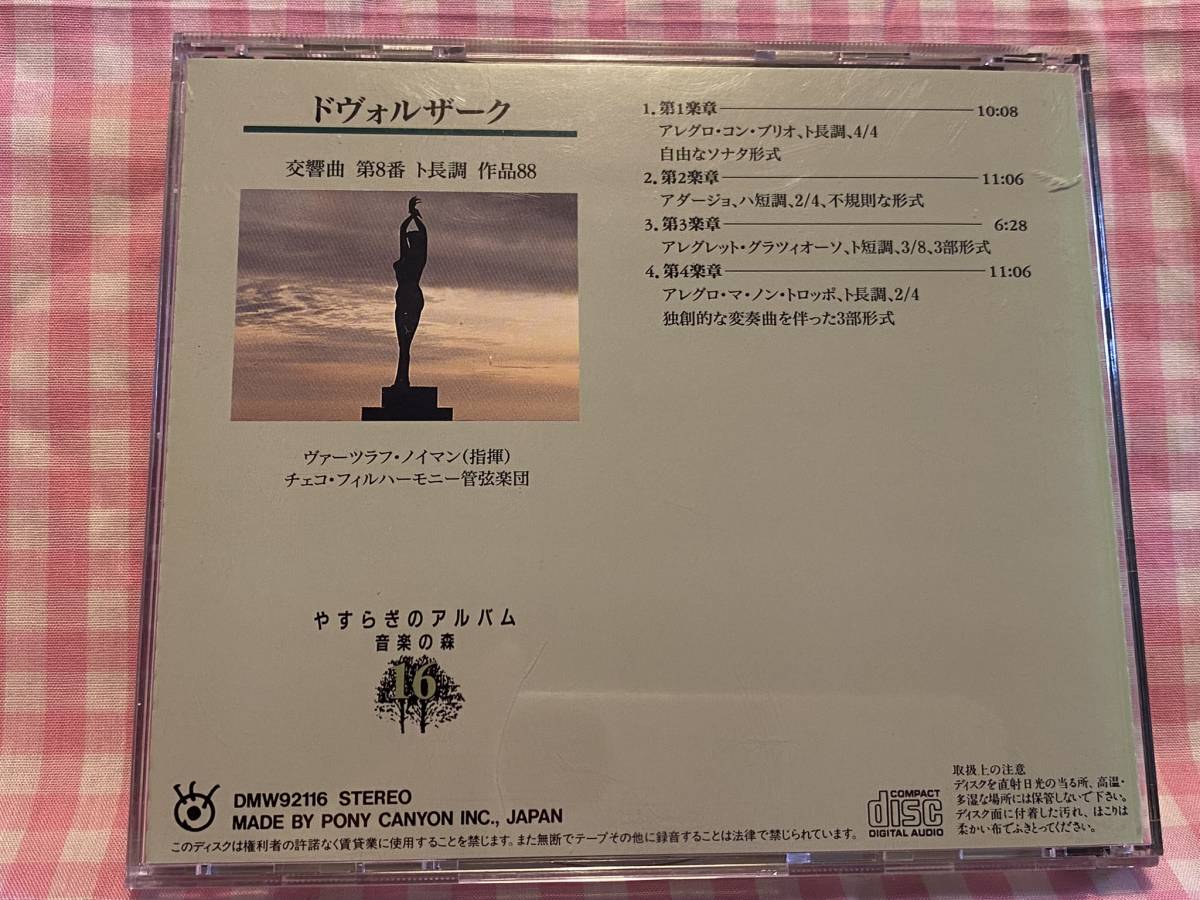 ドヴォルザーク
交響曲 第8番 ト長調 作品88
ヴァーツラフ・ノイマン(指揮)
チェコ・フィルハーモニー管弦楽団
1. 第1楽章 10:08
アレグロ・コン・ブリオ、ト長調、4/4
自由なソナタ形式
2. 第2楽章 11:06
アダージョ、ハ短調、2/4、不規則な形式
3. 第3楽章 6:28
アレグレット・グラツィオーソ、ト短調、3/8、3部形式
4. 第4楽章 11:06
アレグロ・マ・ノン・トロッポ、ト長調、2/4
独創的な変奏曲を伴った3部形式
やすらぎのアルバム
音楽の森
16
DMW92116 STEREO
MADE BY PONY CANYON INC., JAPAN
このディスクは権利者の許諾なく賃貸業に使用することを禁じます。また無断でテープその他に録音することは法律で禁じられています。
COMPACT
disc
DIGITAL AUDIO
取扱上の注意
ディスクを直射日光の当る所、高温・
多湿な場所には保管しないで下さい。
ディスク面に付着した汚れ、ほこりは
柔かい布でふきとってください。